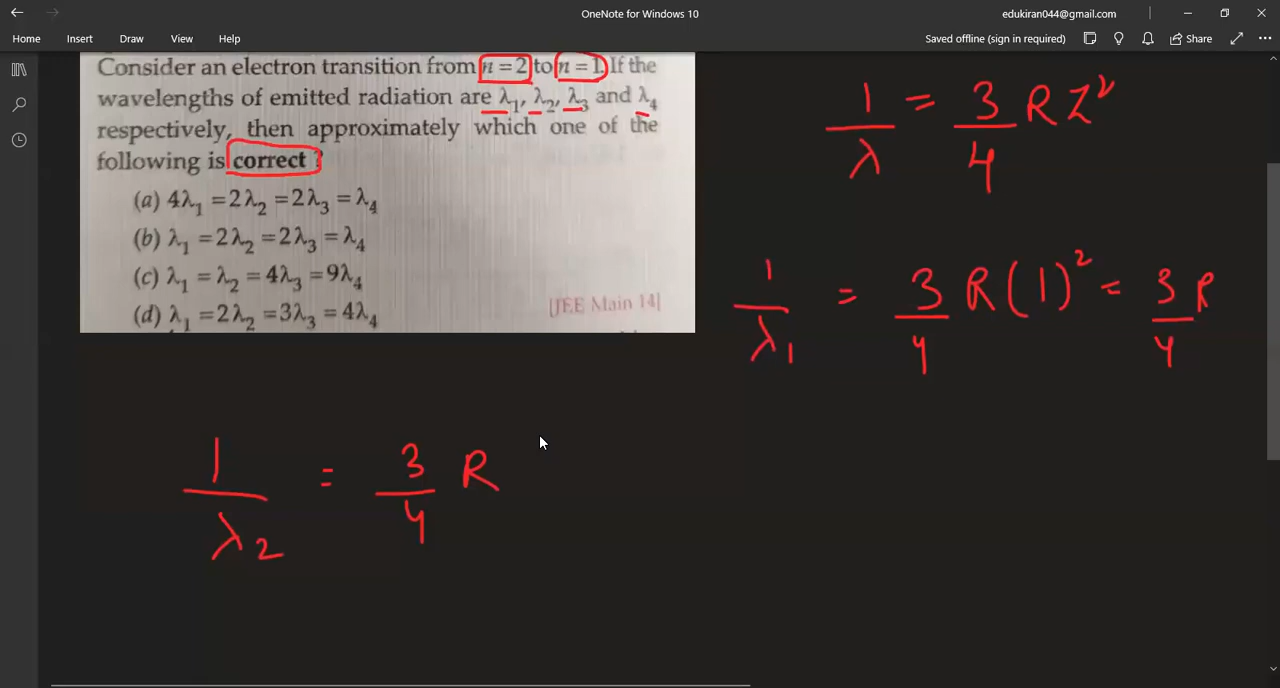 OneNote for Windows 10
edukiran044@gmail.com
Home Insert Draw View Help
Saved offline (sign in required)
Share
Consider an electron transition from n = 2 to n = 1. If the
wavelengths of emitted radiation are λ₁, λ₂, λ₃ and λ₄
respectively, then approximately which one of the
following is correct ?
(a) 4λ₁ = 2λ₂ = 2λ₃ = λ₄
(b) λ₁ = 2λ₂ = 2λ₃ = λ₄
(c) λ₁ = λ₂ = 4λ₃ = 9λ₄
(d) λ₁ = 2λ₂ = 3λ₃ = 4λ₄
[JEE Main 14]
1/λ = 3/4 R Z²
1/λ₁ = 3/4 R (1)² = 3/4 R
1/λ₂ = 3/4 R